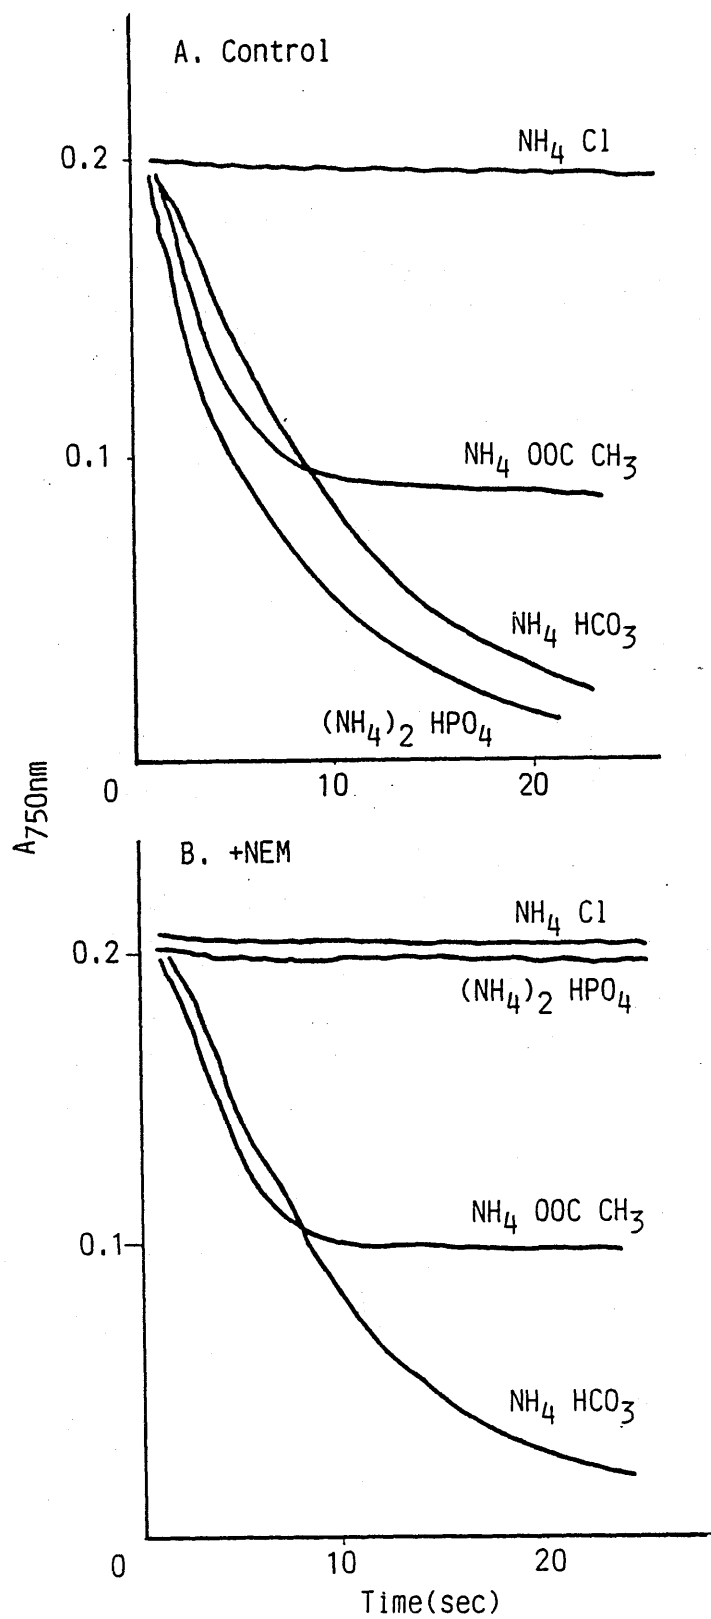 A. Control
NH4 Cl
0.2
0.1
NH4 OOC CH3
NH4 HCO3
(NH4)2 HPO4
0
10
20
A750nm
B. +NEM
NH4 Cl
0.2
(NH4)2 HPO4
NH4 OOC CH3
0.1
NH4 HCO3
0
10
20
Time(sec)